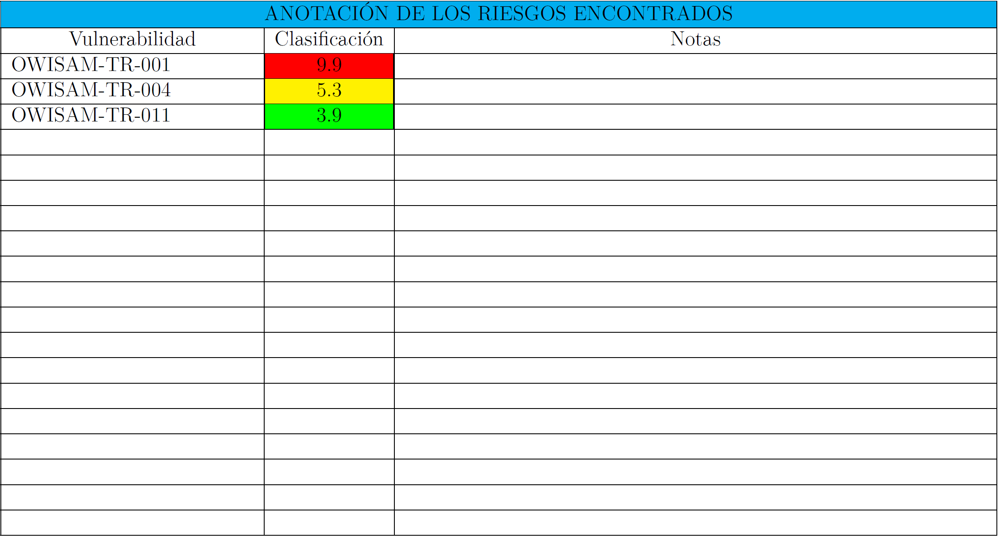 ANOTACIÓN DE LOS RIESGOS ENCONTRADOS
Vulnerabilidad Clasificación Notas
OWISAM-TR-001 9.9
OWISAM-TR-004 5.3
OWISAM-TR-011 3.9